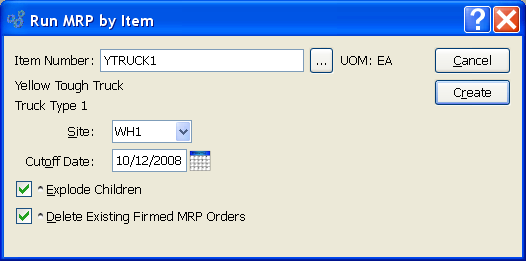 Run MRP by Item
Item Number: YTRUCK1 ... UOM: EA Cancel
Yellow Tough Truck
Create
Truck Type 1
Site: WH1
Cutoff Date: 10/12/2008
^ Explode Children
^ Delete Existing Firmed MRP Orders